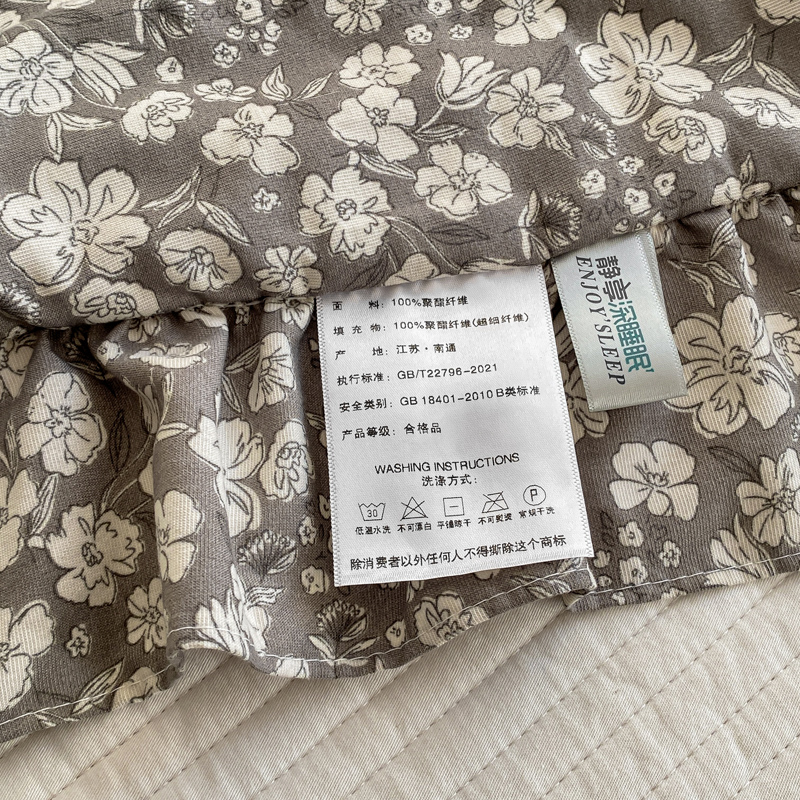 面 料: 100%聚酯纤维
填 充 物: 100%聚酯纤维(超细纤维)
产 地: 江苏·南通
执行标准: GB/T22796-2021
安全类别: GB 18401-2010 B类标准
产品等级: 合格品
WASHING INSTRUCTIONS
洗涤方式:
30 P
低温水洗 不可漂白 平铺晾干 不可熨烫 常规干洗
除消费者以外任何人不得撕除这个商标
静享深睡眠
ENJOY SLEEP